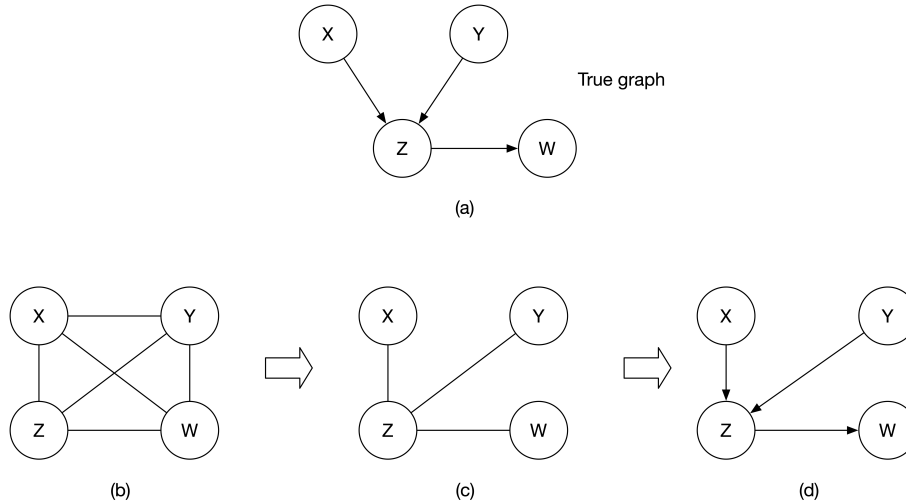 X Y
True graph
Z W
(a)
X Y X Y X Y
Z W Z W Z W
(b) (c) (d)